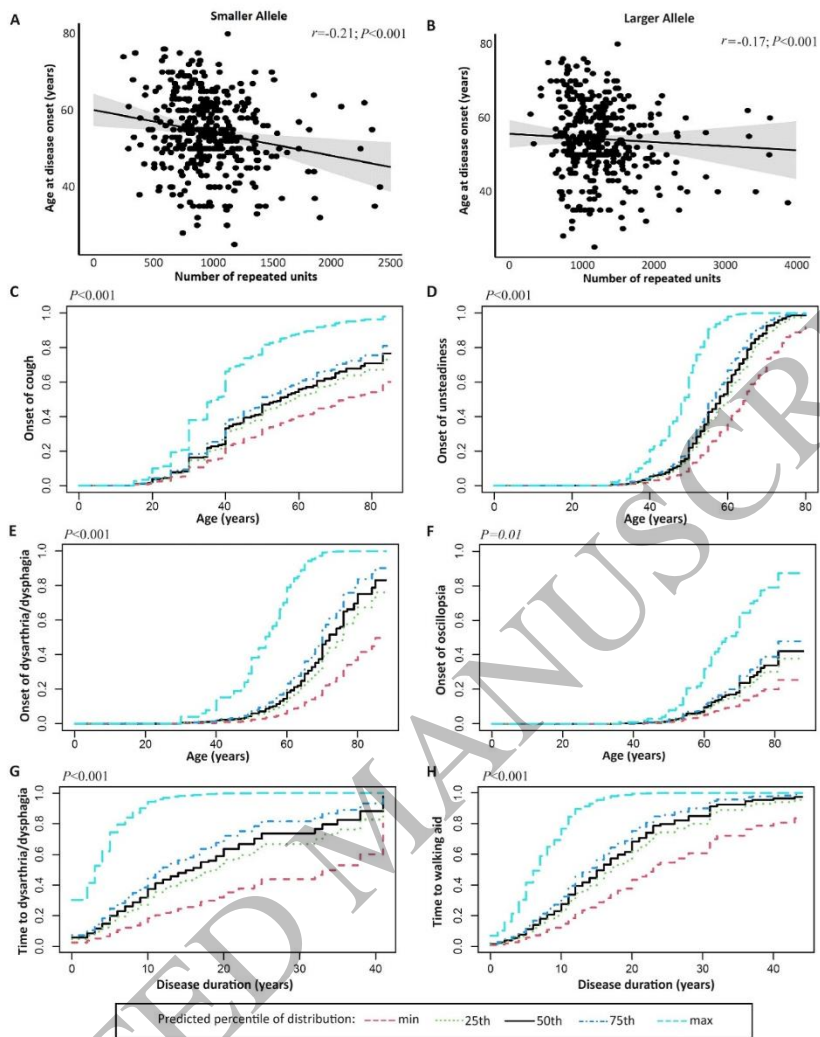 A
Smaller Allele
r=-0.21; P<0.001
Age at disease onset (years)
80
60
40
0 500 1000 1500 2000 2500
Number of repeated units
B
Larger Allele
r=-0.17; P<0.001
Age at disease onset (years)
80
60
40
0 1000 2000 3000 4000
Number of repeated units
C
P<0.001
Onset of cough
1.0
0.8
0.6
0.4
0.2
0.0
0 20 40 60 80
Age (years)
D
P<0.001
Onset of unsteadiness
1.0
0.8
0.6
0.4
0.2
0.0
0 20 40 60 80
Age (years)
E
P<0.001
Onset of dysarthria/dysphagia
1.0
0.8
0.6
0.4
0.2
0.0
0 20 40 60 80
Age (years)
F
P=0.01
Onset of oscillopsia
1.0
0.8
0.6
0.4
0.2
0.0
0 20 40 60 80
Age (years)
G
P<0.001
Time to dysarthria/dysphagia
1.0
0.8
0.6
0.4
0.2
0.0
0 10 20 30 40
Disease duration (years)
H
P<0.001
Time to walking aid
1.0
0.8
0.6
0.4
0.2
0.0
0 10 20 30 40
Disease duration (years)
Predicted percentile of distribution: min 25th 50th 75th max
TED MANUSCR